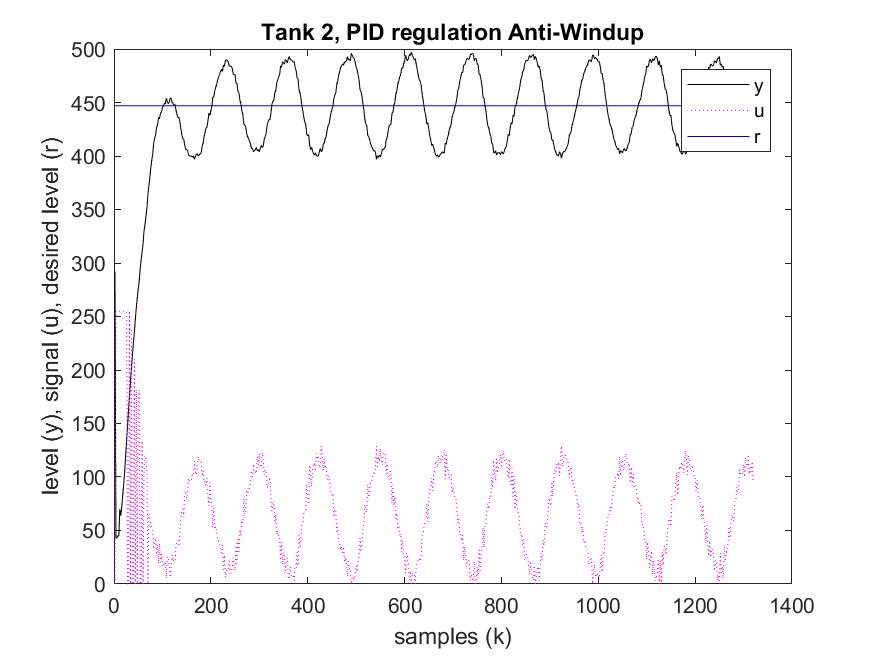 Tank 2, PID regulation Anti-Windup
level (y), signal (u), desired level (r)
500
450
400
350
300
250
200
150
100
50
0
y
u
r
0 200 400 600 800 1000 1200 1400
samples (k)